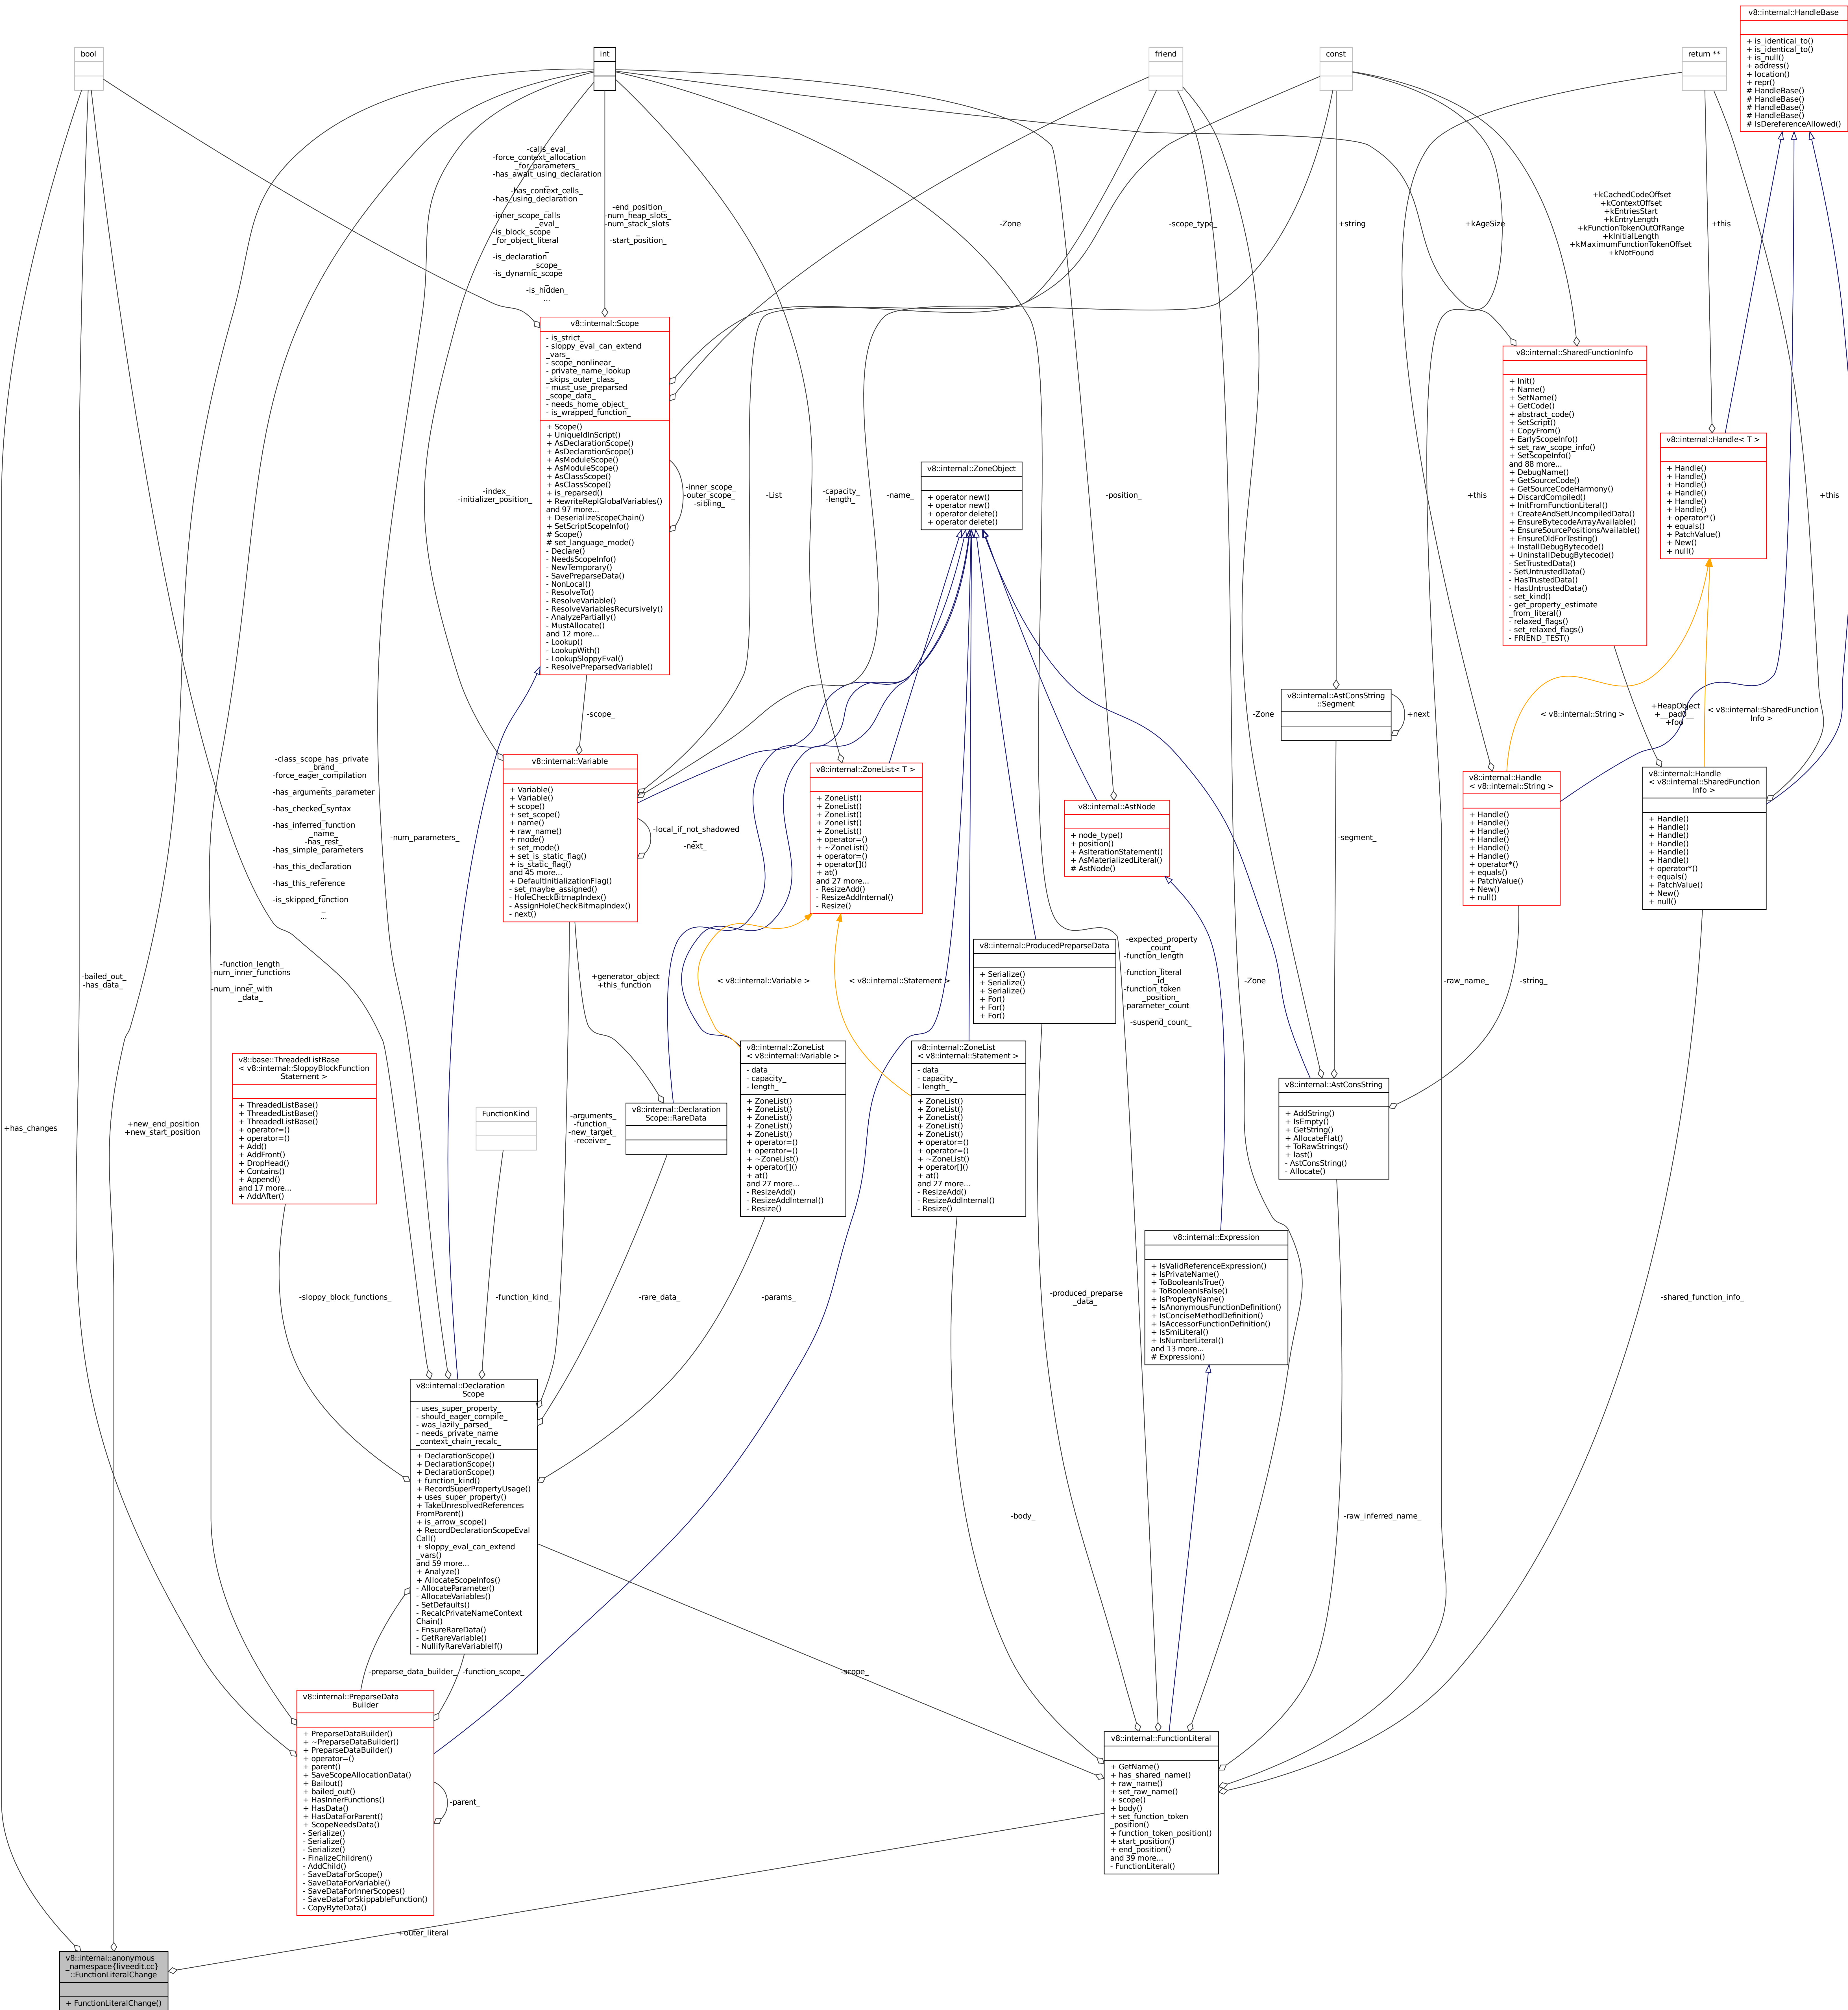 v8::internal::HandleBase
+ is_identical_to()
+ is_identical_to()
+ is_null()
+ address()
+ location()
+ repr()
# HandleBase()
# HandleBase()
# HandleBase()
# HandleBase()
# IsDereferenceAllowed()
bool
int
friend
const
return **
-calls_eval_
-force_context_allocation
_for_parameters_
-has_await_using_declaration
_
-has_context_cells_
-has_using_declaration
_
-inner_scope_calls
_eval_
-is_block_scope
_for_object_literal
_
-is_declaration
_scope_
-is_dynamic_scope
_
-is_hidden_
...
-end_position_
-num_heap_slots_
-num_stack_slots
_
-start_position_
-Zone
-scope_type_
+string
+kAgeSize
+kCachedCodeOffset
+kContextOffset
+kEntriesStart
+kEntryLength
+kFunctionTokenOutOfRange
+kInitialLength
+kMaximumFunctionTokenOffset
+kNotFound
+this
v8::internal::Scope
- is_strict_
- sloppy_eval_can_extend
_vars_
- scope_nonlinear_
- private_name_lookup
_skips_outer_class_
- must_use_preparsed
_scope_data_
- needs_home_object_
- is_wrapped_function_
+ Scope()
+ UniqueIdInScript()
+ AsDeclarationScope()
+ AsDeclarationScope()
+ AsModuleScope()
+ AsModuleScope()
+ AsClassScope()
+ AsClassScope()
+ is_reparsed()
+ RewriteReplGlobalVariables()
and 97 more...
+ DeserializeScopeChain()
+ SetScriptScopeInfo()
# Scope()
# set_language_mode()
- Declare()
- NeedsScopeInfo()
- NewTemporary()
- SavePreparseData()
- NonLocal()
- ResolveTo()
- ResolveVariable()
- ResolveVariablesRecursively()
- AnalyzePartially()
- MustAllocate()
and 12 more...
- Lookup()
- LookupWith()
- LookupSloppyEval()
- ResolvePreparsedVariable()
-inner_scope_
-outer_scope_
-sibling_
v8::internal::SharedFunctionInfo
+ Init()
+ Name()
+ SetName()
+ GetCode()
+ abstract_code()
+ SetScript()
+ CopyFrom()
+ EarlyScopeInfo()
+ set_raw_scope_info()
+ SetScopeInfo()
and 88 more...
+ DebugName()
+ GetSourceCode()
+ GetSourceCodeHarmony()
+ DiscardCompiled()
+ InitFromFunctionLiteral()
+ CreateAndSetUncompiledData()
+ EnsureBytecodeArrayAvailable()
+ EnsureSourcePositionsAvailable()
+ EnsureOldForTesting()
+ InstallDebugBytecode()
+ UninstallDebugBytecode()
- SetTrustedData()
- SetUntrustedData()
- HasTrustedData()
- HasUntrustedData()
- set_kind()
- get_property_estimate
_from_literal()
- relaxed_flags()
- set_relaxed_flags()
- FRIEND_TEST()
v8::internal::Handle< T >
+ Handle()
+ Handle()
+ Handle()
+ Handle()
+ Handle()
+ Handle()
+ operator*()
+ equals()
+ PatchValue()
+ New()
+ null()
v8::internal::ZoneObject
+ operator new()
+ operator new()
+ operator delete()
+ operator delete()
-index_
-initializer_position_
-List
-capacity_
-length_
-name_
-position_
+this
+this
-scope_
-Zone
v8::internal::AstConsString
::Segment
+next
< v8::internal::String >
+HeapObject
+__pad0__
+foo
< v8::internal::SharedFunction
Info >
v8::internal::Variable
+ Variable()
+ Variable()
+ scope()
+ set_scope()
+ name()
+ raw_name()
+ mode()
+ set_mode()
+ set_is_static_flag()
+ is_static_flag()
and 45 more...
+ DefaultInitializationFlag()
- set_maybe_assigned()
- HoleCheckBitmapIndex()
- AssignHoleCheckBitmapIndex()
- next()
-local_if_not_shadowed
_
-next_
v8::internal::ZoneList< T >
+ ZoneList()
+ ZoneList()
+ ZoneList()
+ ZoneList()
+ ZoneList()
+ operator=()
+ ~ZoneList()
+ operator=()
+ operator[]()
+ at()
and 27 more...
- ResizeAdd()
- ResizeAddInternal()
- Resize()
v8::internal::AstNode
+ node_type()
+ position()
+ AsIterationStatement()
+ AsMaterializedLiteral()
# AstNode()
-segment_
v8::internal::Handle
< v8::internal::String >
+ Handle()
+ Handle()
+ Handle()
+ Handle()
+ Handle()
+ Handle()
+ operator*()
+ equals()
+ PatchValue()
+ New()
+ null()
v8::internal::Handle
< v8::internal::SharedFunction
Info >
+ Handle()
+ Handle()
+ Handle()
+ Handle()
+ Handle()
+ Handle()
+ operator*()
+ equals()
+ PatchValue()
+ New()
+ null()
-class_scope_has_private
_brand_
-force_eager_compilation
_
-has_arguments_parameter
_
-has_checked_syntax
_
-has_inferred_function
_name_
-has_rest_
-has_simple_parameters
_
-has_this_declaration
_
-has_this_reference
_
-is_skipped_function
_
...
-num_parameters_
-bailed_out_
-has_data_
-function_length_
-num_inner_functions
_
-num_inner_with
_data_
+generator_object
+this_function
< v8::internal::Variable >
< v8::internal::Statement >
v8::internal::ProducedPreparseData
+ Serialize()
+ Serialize()
+ Serialize()
+ For()
+ For()
+ For()
-expected_property
_count_
-function_length
_
-function_literal
_id_
-function_token
_position_
-parameter_count
_
-suspend_count_
-Zone
-raw_name_
-string_
v8::base::ThreadedListBase
< v8::internal::SloppyBlockFunction
Statement >
+ ThreadedListBase()
+ ThreadedListBase()
+ ThreadedListBase()
+ operator=()
+ operator=()
+ Add()
+ AddFront()
+ DropHead()
+ Contains()
+ Append()
and 17 more...
+ AddAfter()
FunctionKind
-arguments_
-function_
-new_target_
-receiver_
v8::internal::Declaration
Scope::RareData
v8::internal::ZoneList
< v8::internal::Variable >
- data_
- capacity_
- length_
+ ZoneList()
+ ZoneList()
+ ZoneList()
+ ZoneList()
+ ZoneList()
+ operator=()
+ operator=()
+ ~ZoneList()
+ operator[]()
+ at()
and 27 more...
- ResizeAdd()
- ResizeAddInternal()
- Resize()
v8::internal::ZoneList
< v8::internal::Statement >
- data_
- capacity_
- length_
+ ZoneList()
+ ZoneList()
+ ZoneList()
+ ZoneList()
+ ZoneList()
+ operator=()
+ operator=()
+ ~ZoneList()
+ operator[]()
+ at()
and 27 more...
- ResizeAdd()
- ResizeAddInternal()
- Resize()
v8::internal::AstConsString
+ AddString()
+ IsEmpty()
+ GetString()
+ AllocateFlat()
+ ToRawStrings()
+ last()
- AstConsString()
- Allocate()
+has_changes
+new_end_position
+new_start_position
v8::internal::Expression
+ IsValidReferenceExpression()
+ IsPrivateName()
+ ToBooleanIsTrue()
+ ToBooleanIsFalse()
+ IsPropertyName()
+ IsAnonymousFunctionDefinition()
+ IsConciseMethodDefinition()
+ IsAccessorFunctionDefinition()
+ IsSmiLiteral()
+ IsNumberLiteral()
and 13 more...
# Expression()
-sloppy_block_functions_
-function_kind_
-rare_data_
-params_
-produced_preparse
_data_
-shared_function_info_
v8::internal::Declaration
Scope
- uses_super_property_
- should_eager_compile_
- was_lazily_parsed_
- needs_private_name
_context_chain_recalc_
+ DeclarationScope()
+ DeclarationScope()
+ DeclarationScope()
+ function_kind()
+ RecordSuperPropertyUsage()
+ uses_super_property()
+ TakeUnresolvedReferences
FromParent()
+ is_arrow_scope()
+ RecordDeclarationScopeEval
Call()
+ sloppy_eval_can_extend
_vars()
and 59 more...
+ Analyze()
+ AllocateScopeInfos()
- AllocateParameter()
- AllocateVariables()
- SetDefaults()
- RecalcPrivateNameContext
Chain()
- EnsureRareData()
- GetRareVariable()
- NullifyRareVariableIf()
-body_
-raw_inferred_name_
-preparse_data_builder_
-function_scope_
-scope_
v8::internal::PreparseData
Builder
+ PreparseDataBuilder()
+ ~PreparseDataBuilder()
+ PreparseDataBuilder()
+ operator=()
+ parent()
+ SaveScopeAllocationData()
+ Bailout()
+ bailed_out()
+ HasInnerFunctions()
+ HasData()
+ HasDataForParent()
+ ScopeNeedsData()
- Serialize()
- Serialize()
- Serialize()
- FinalizeChildren()
- AddChild()
- SaveDataForScope()
- SaveDataForVariable()
- SaveDataForInnerScopes()
- SaveDataForSkippableFunction()
- CopyByteData()
-parent_
v8::internal::FunctionLiteral
+ GetName()
+ has_shared_name()
+ raw_name()
+ set_raw_name()
+ scope()
+ body()
+ set_function_token
_position()
+ function_token_position()
+ start_position()
+ end_position()
and 39 more...
- FunctionLiteral()
+outer_literal
v8::internal::anonymous
_namespace{liveedit.cc}
::FunctionLiteralChange
+ FunctionLiteralChange()